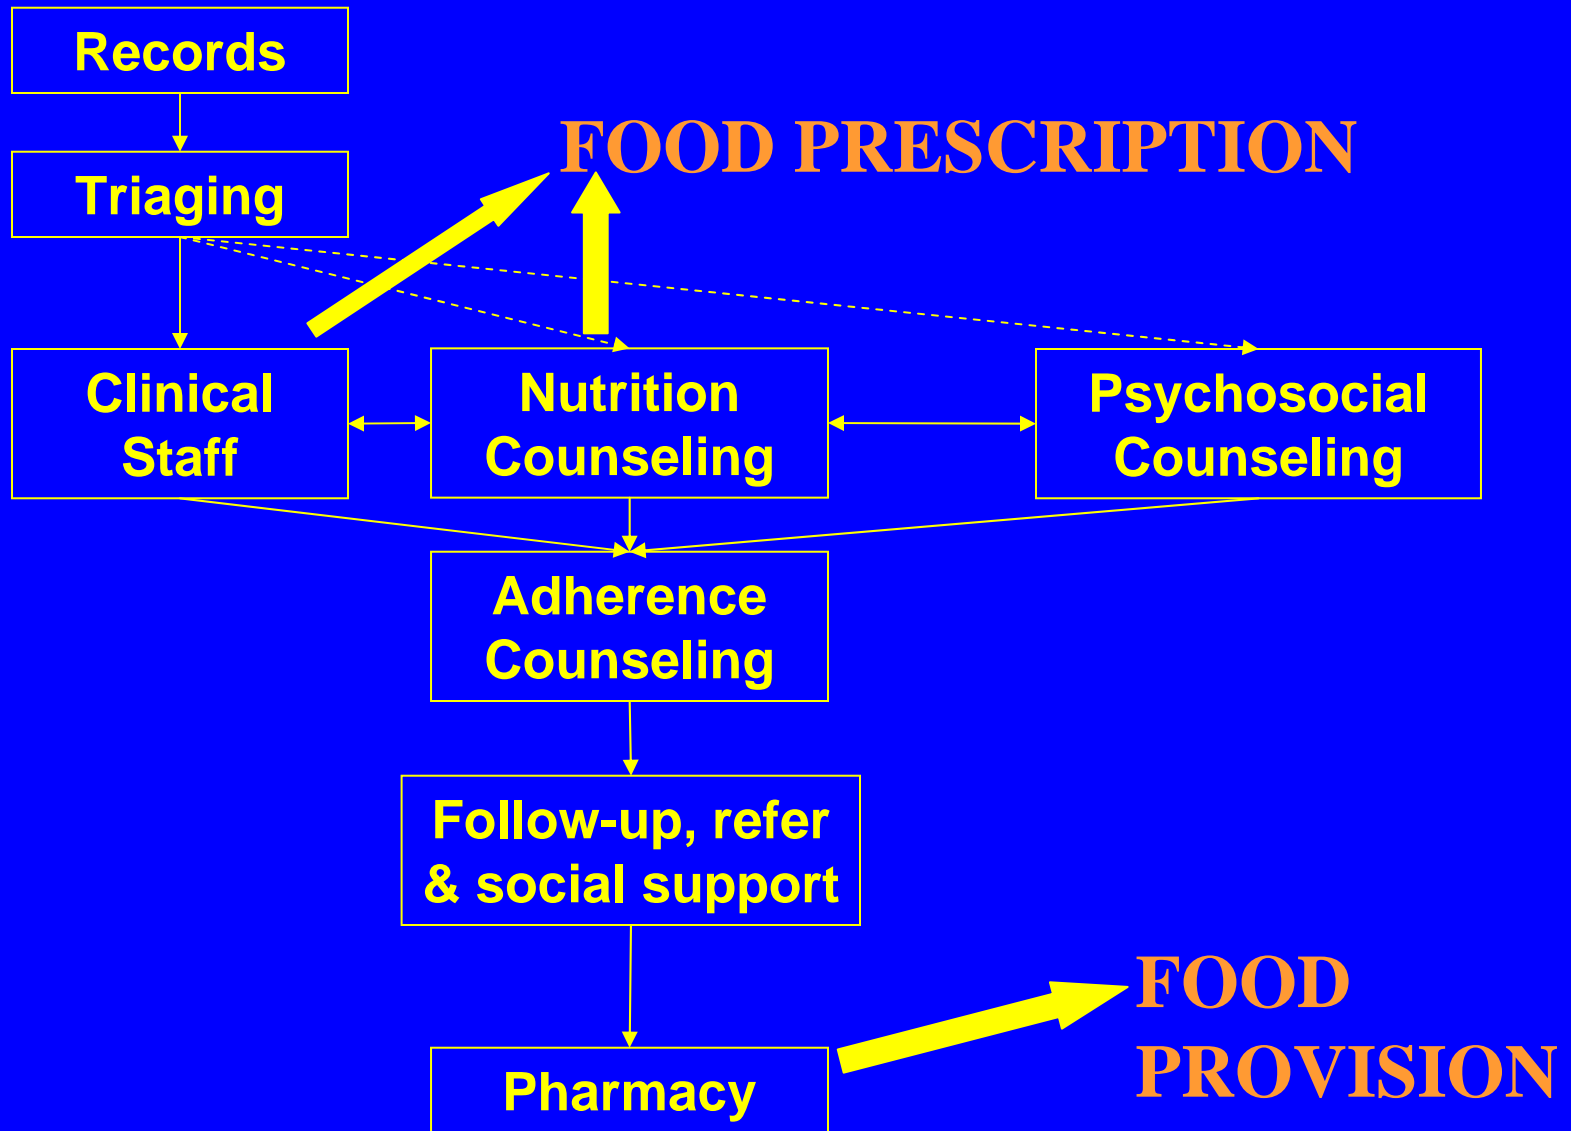 Records
FOOD PRESCRIPTION
Triaging
Clinical
Staff
Nutrition
Counseling
Psychosocial
Counseling
Adherence
Counseling
Follow-up, refer
& social support
FOOD
PROVISION
Pharmacy